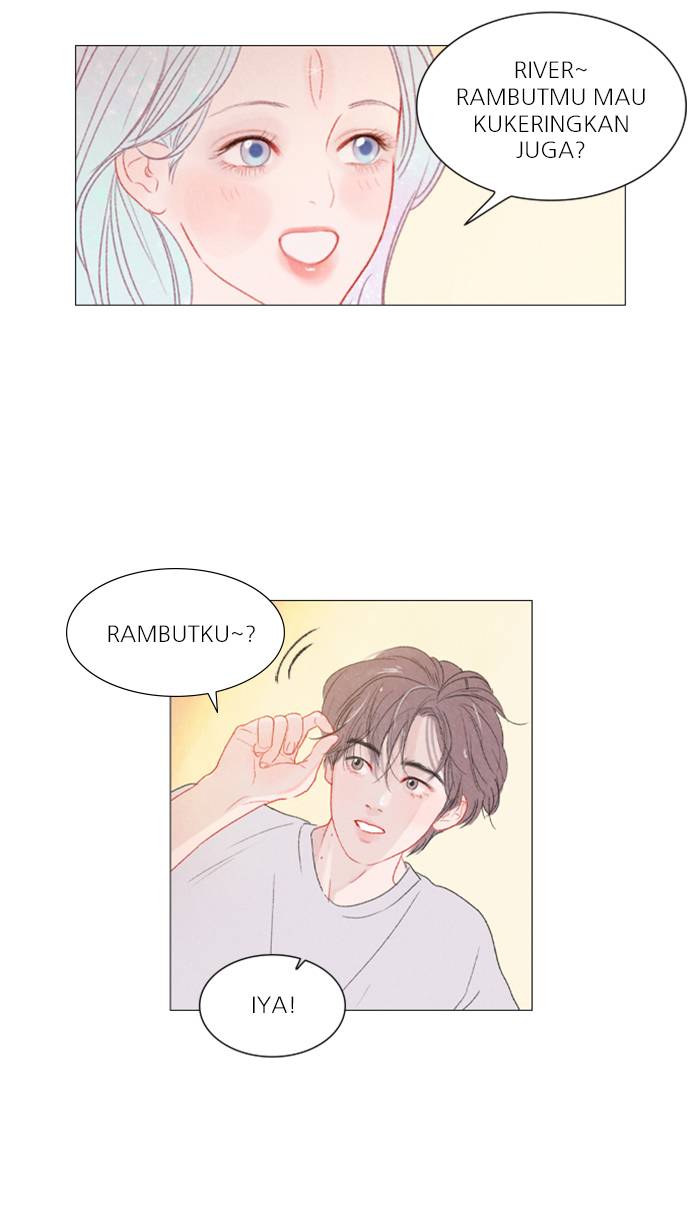 RIVER~
RAMBUTMU MAU
KUKERINGKAN
JUGA?
RAMBUTKU~?
IYA!